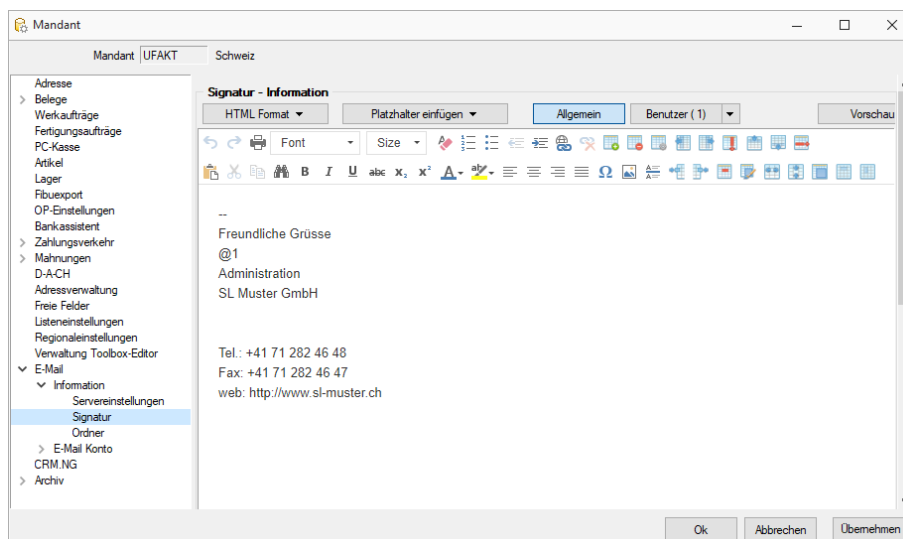 Mandant
Mandant UFAKT Schweiz
Adresse
Belege
Werkaufträge
Fertigungsaufträge
PC-Kasse
Artikel
Lager
Fibuexport
OP-Einstellungen
Bankassistent
Zahlungsverkehr
Mahnungen
D-A-CH
Adressverwaltung
Freie Felder
Listeneinstellungen
Regionaleinstellungen
Verwaltung Toolbox-Editor
E-Mail
Information
Servereinstellungen
Signatur
Ordner
E-Mail Konto
CRM.NG
Archiv
Signatur - Information
HTML Format Platzhalter einfügen Allgemein Benutzer ( 1) Vorschau
Font Size
B I U abc x₂ x² A ab
--
Freundliche Grüsse
@1
Administration
SL Muster GmbH
Tel.: +41 71 282 46 48
Fax: +41 71 282 46 47
web: http://www.sl-muster.ch
Ok Abbrechen Übernehmen